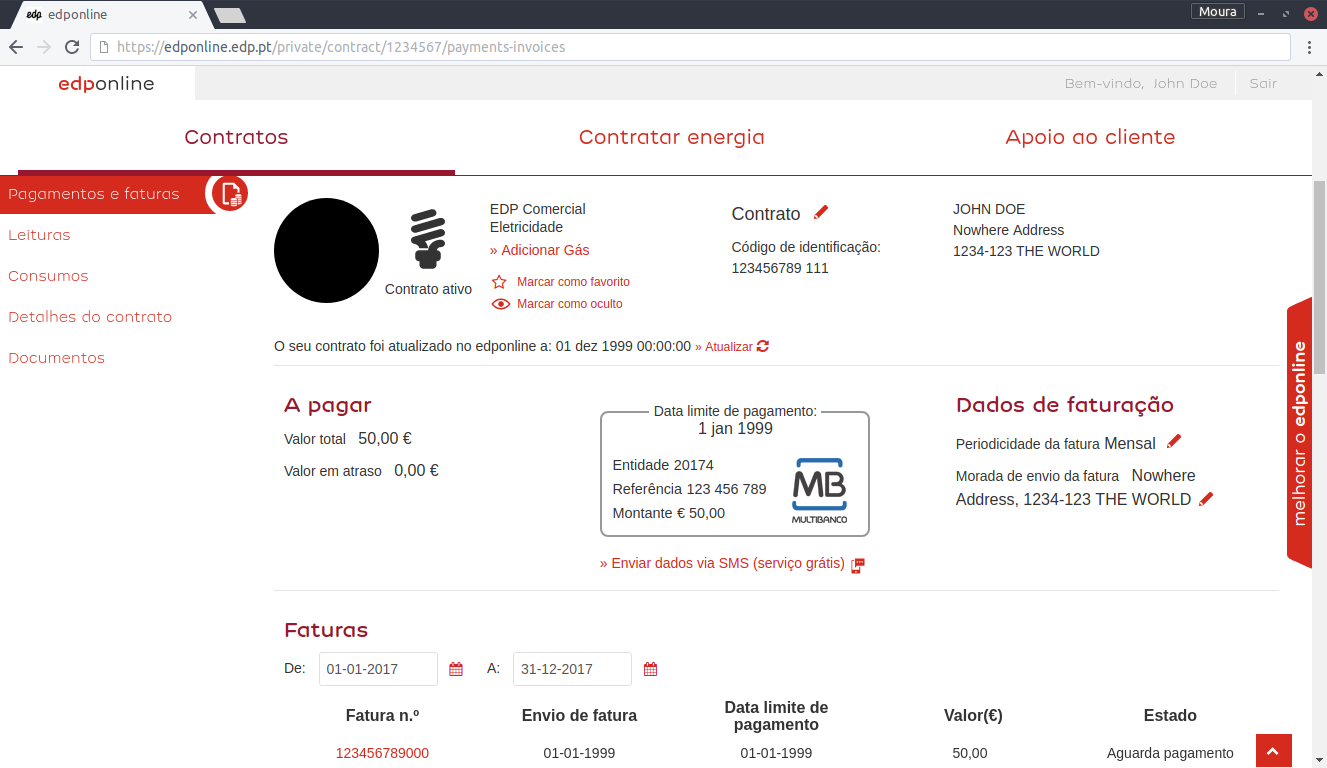 edp edponline
Moura
https://edponline.edp.pt/private/contract/1234567/payments-invoices
edponline
Bem-vindo, John Doe
Sair
Contratos
Contratar energia
Apoio ao cliente
Pagamentos e faturas
Leituras
Consumos
Detalhes do contrato
Documentos
Contrato ativo
EDP Comercial
Eletricidade
» Adicionar Gás
Marcar como favorito
Marcar como oculto
Contrato
Código de identificação:
123456789 111
JOHN DOE
Nowhere Address
1234-123 THE WORLD
O seu contrato foi atualizado no edponline a: 01 dez 1999 00:00:00 » Atualizar
A pagar
Valor total 50,00 €
Valor em atraso 0,00 €
Data limite de pagamento:
1 jan 1999
Entidade 20174
Referência 123 456 789
Montante € 50,00
MB
MULTIBANCO
» Enviar dados via SMS (serviço grátis)
Dados de faturação
Periodicidade da fatura Mensal
Morada de envio da fatura Nowhere
Address, 1234-123 THE WORLD
melhorar o edponline
Faturas
De: 01-01-2017 A: 31-12-2017
Fatura n.º
Envio de fatura
Data limite de
pagamento
Valor(€)
Estado
123456789000 01-01-1999 01-01-1999 50,00 Aguarda pagamento